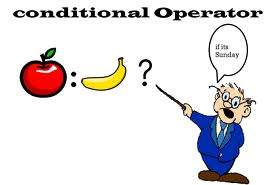 conditional Operator
if its
Sunday
: ?